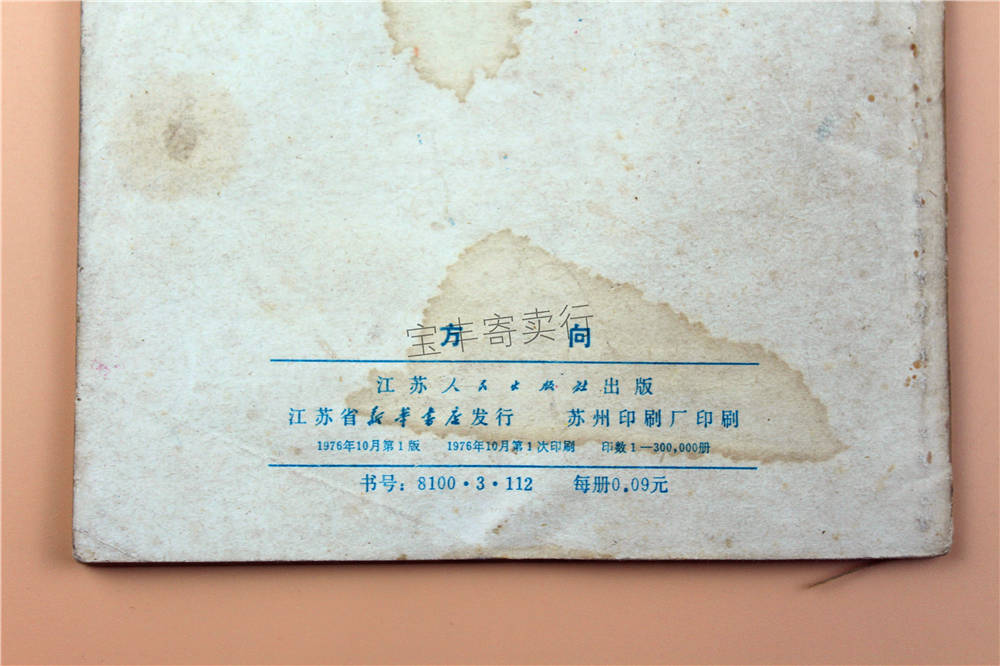 宝丰寄卖行
方向
江苏人民出版社出版
江苏省新华书店发行 苏州印刷厂印刷
1976年10月第1版 1976年10月第1次印刷 印数1—300,000册
书号：8100·3·112 每册0.09元